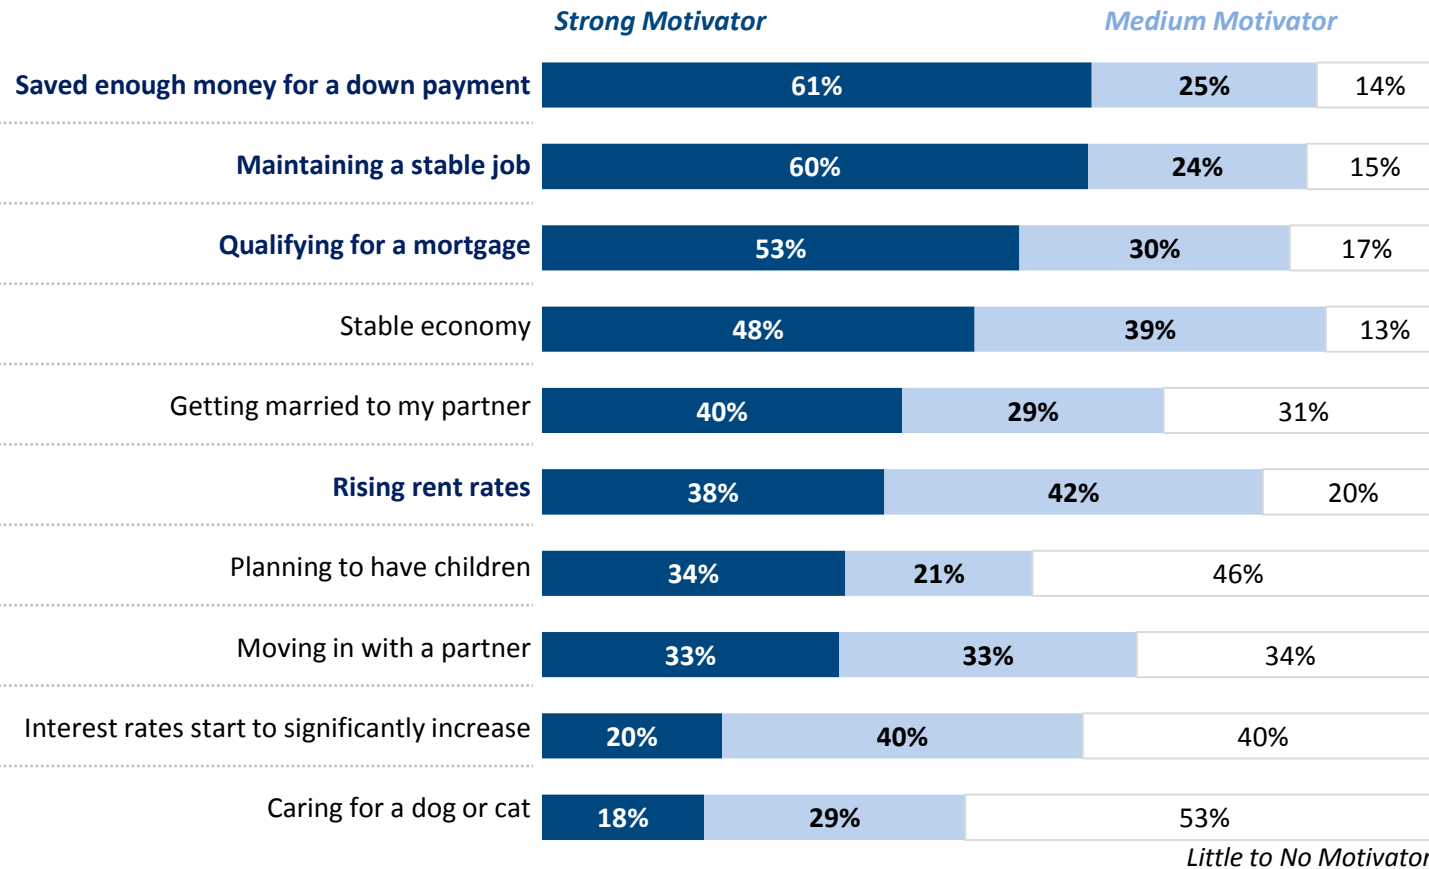 Strong Motivator Medium Motivator
Saved enough money for a down payment 61% 25% 14%
Maintaining a stable job 60% 24% 15%
Qualifying for a mortgage 53% 30% 17%
Stable economy 48% 39% 13%
Getting married to my partner 40% 29% 31%
Rising rent rates 38% 42% 20%
Planning to have children 34% 21% 46%
Moving in with a partner 33% 33% 34%
Interest rates start to significantly increase 20% 40% 40%
Caring for a dog or cat 18% 29% 53%
Little to No Motivator